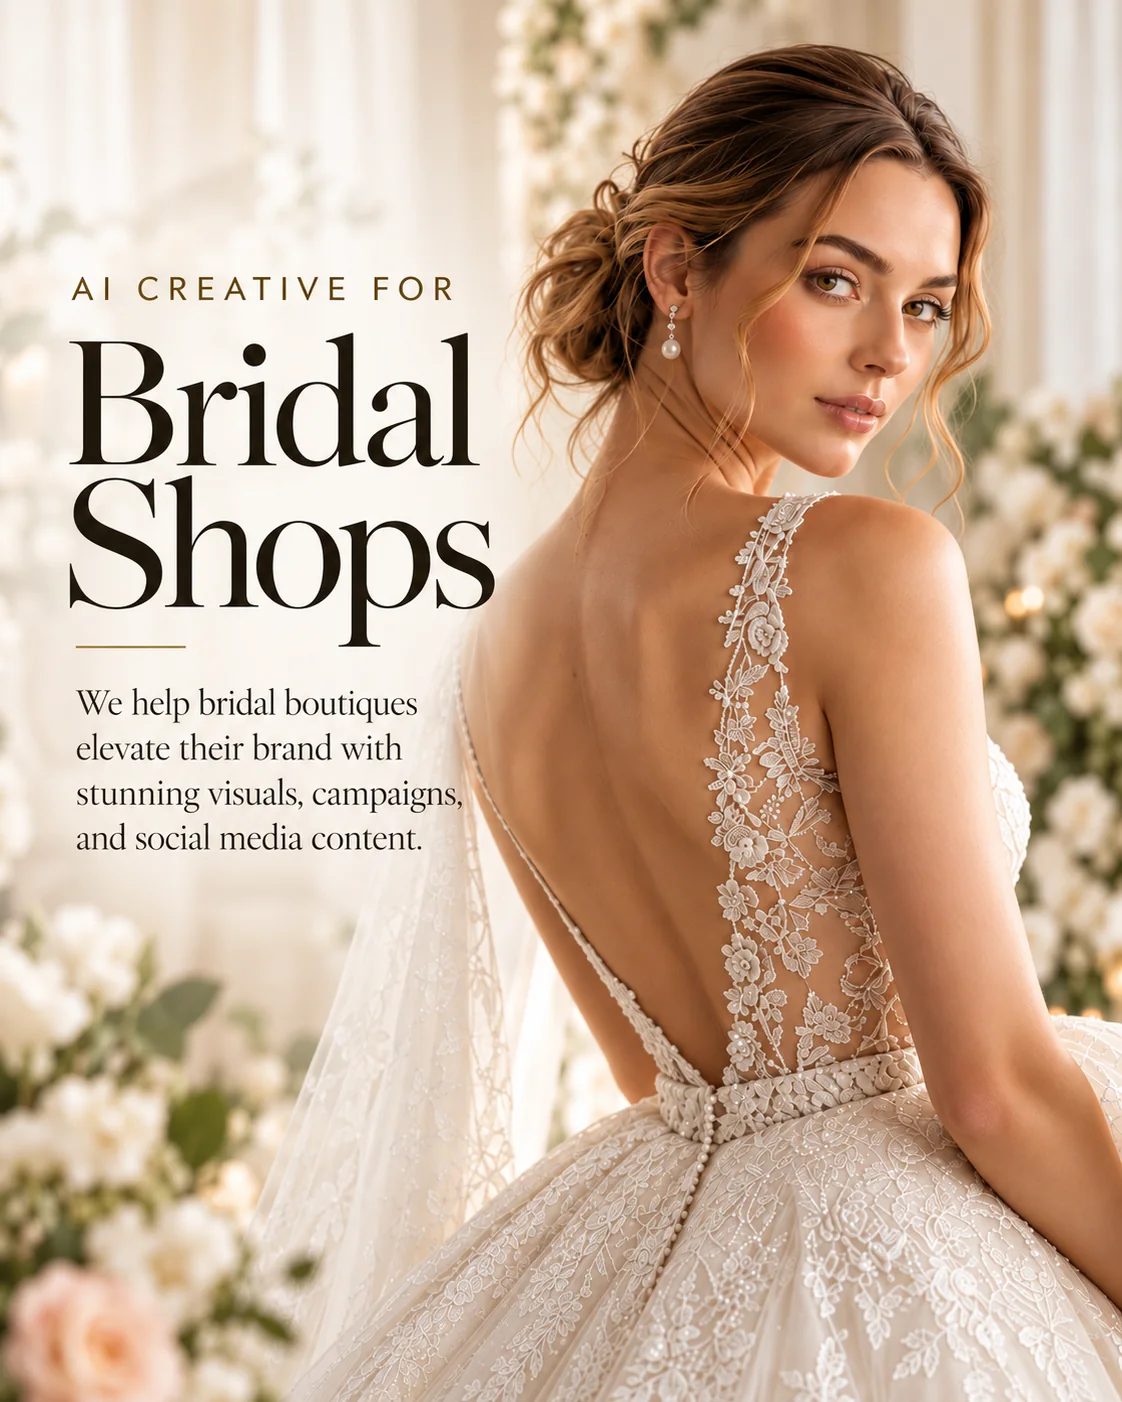 AI CREATIVE FOR
Bridal
Shops
We help bridal boutiques
elevate their brand with
stunning visuals, campaigns,
and social media content.